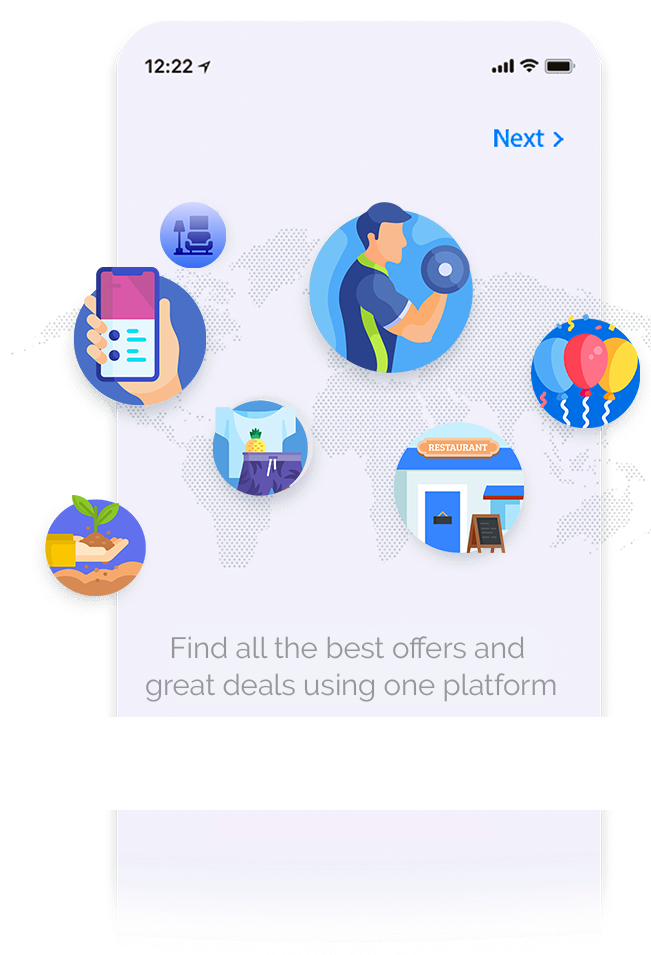 12:22
Next
RESTAURANT
Find all the best offers and
great deals using one platform